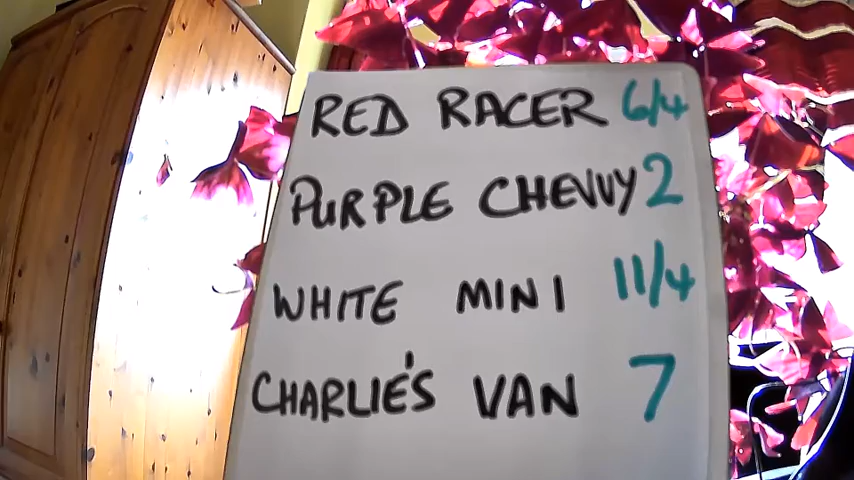 RED RACER 6/4
PURPLE CHEVVY 2
WHITE MINI 11/4
CHARLIE'S VAN 7